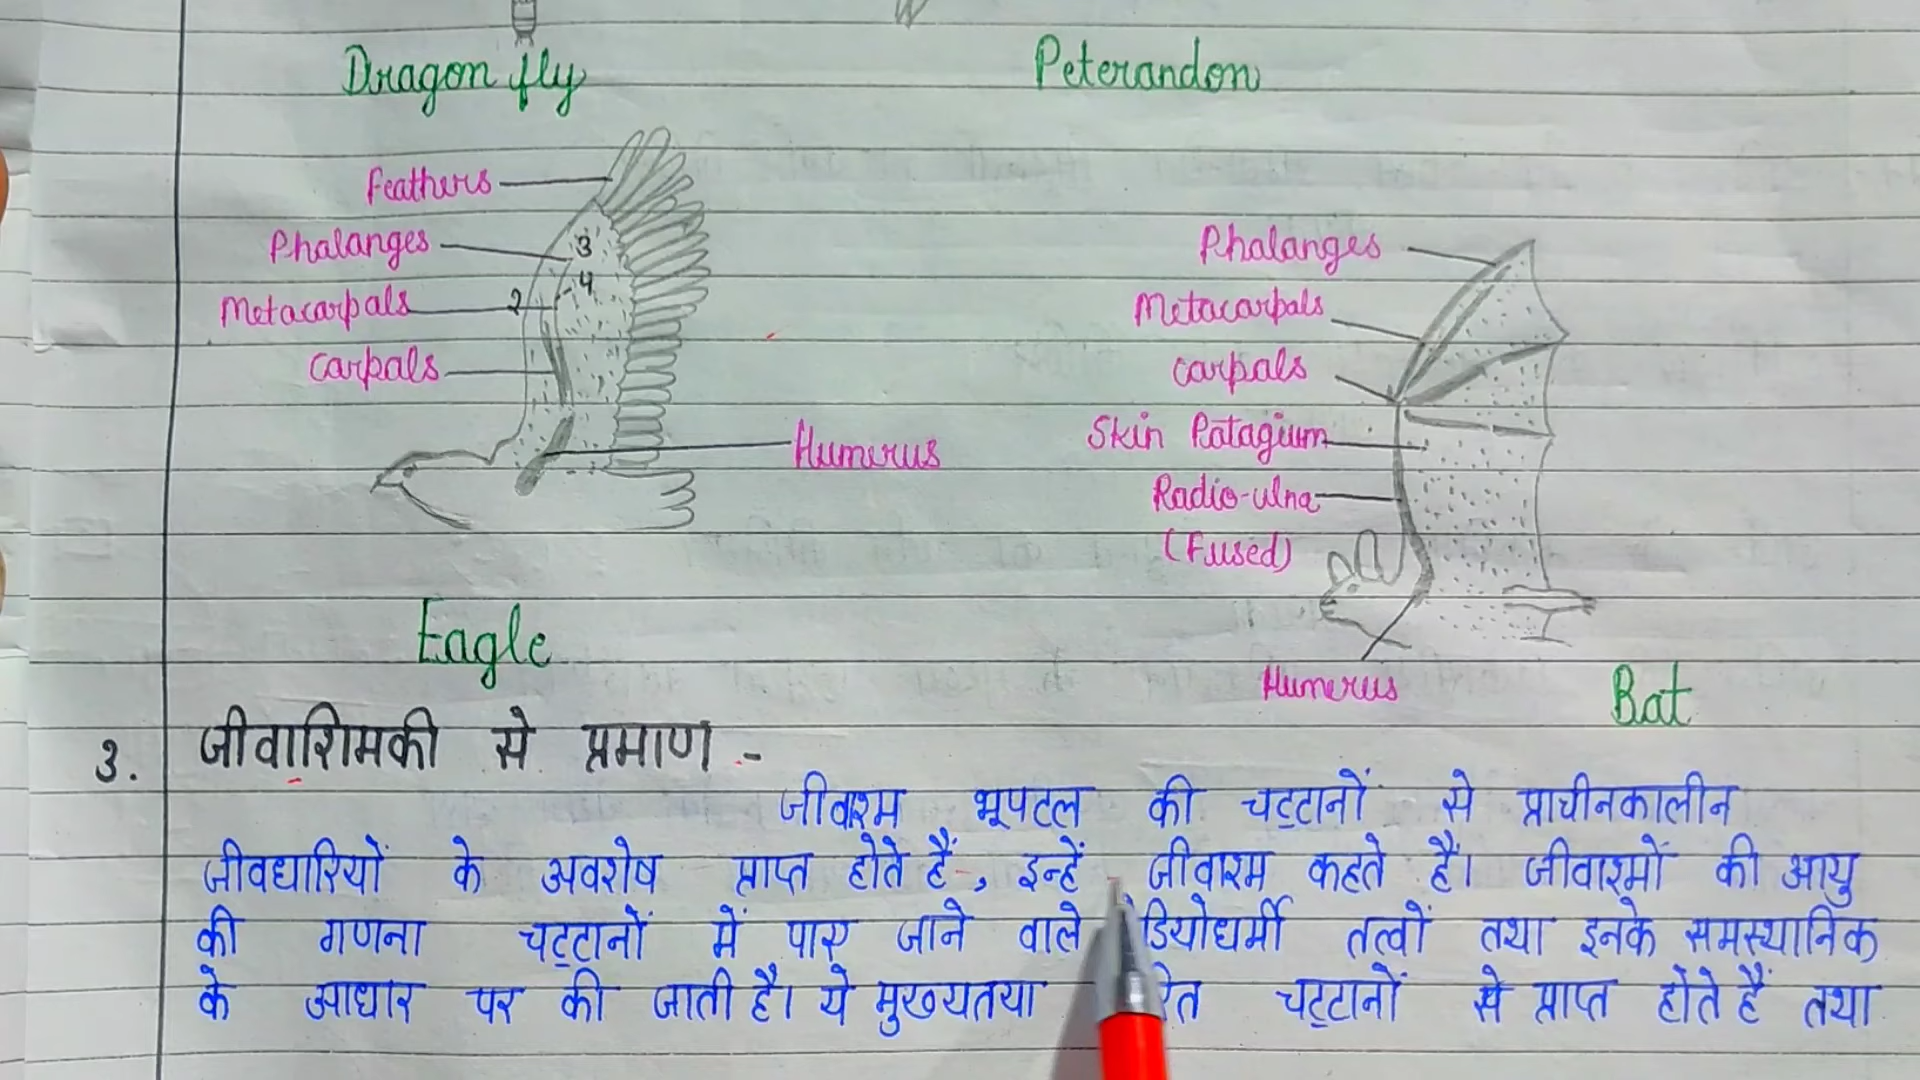 Dragon fly
Peterandon
Feathers
Phalanges
3
4
2
Metacarpals
Carpals
Humerus
Eagle
Phalanges
Metacarpals
Carpals
Skin Patagium
Radio-ulna
(Fused)
Humerus
Bat
3. जीवाशिमकी से प्रमाण -
जीवाश्म भूपटल की चट्टानों से प्राचीनकालीन
जीवधारियों के अवशेष प्राप्त होते हैं, इन्हें जीवाश्म कहते हैं। जीवाश्मों की आयु
की गणना चट्टानों में पाए जाने वाले डियोधर्मी तत्वों तथा इनके समस्थानिक
के आधार पर की जाती है। ये मुख्यतया चट्टानों से प्राप्त होते हैं तथा